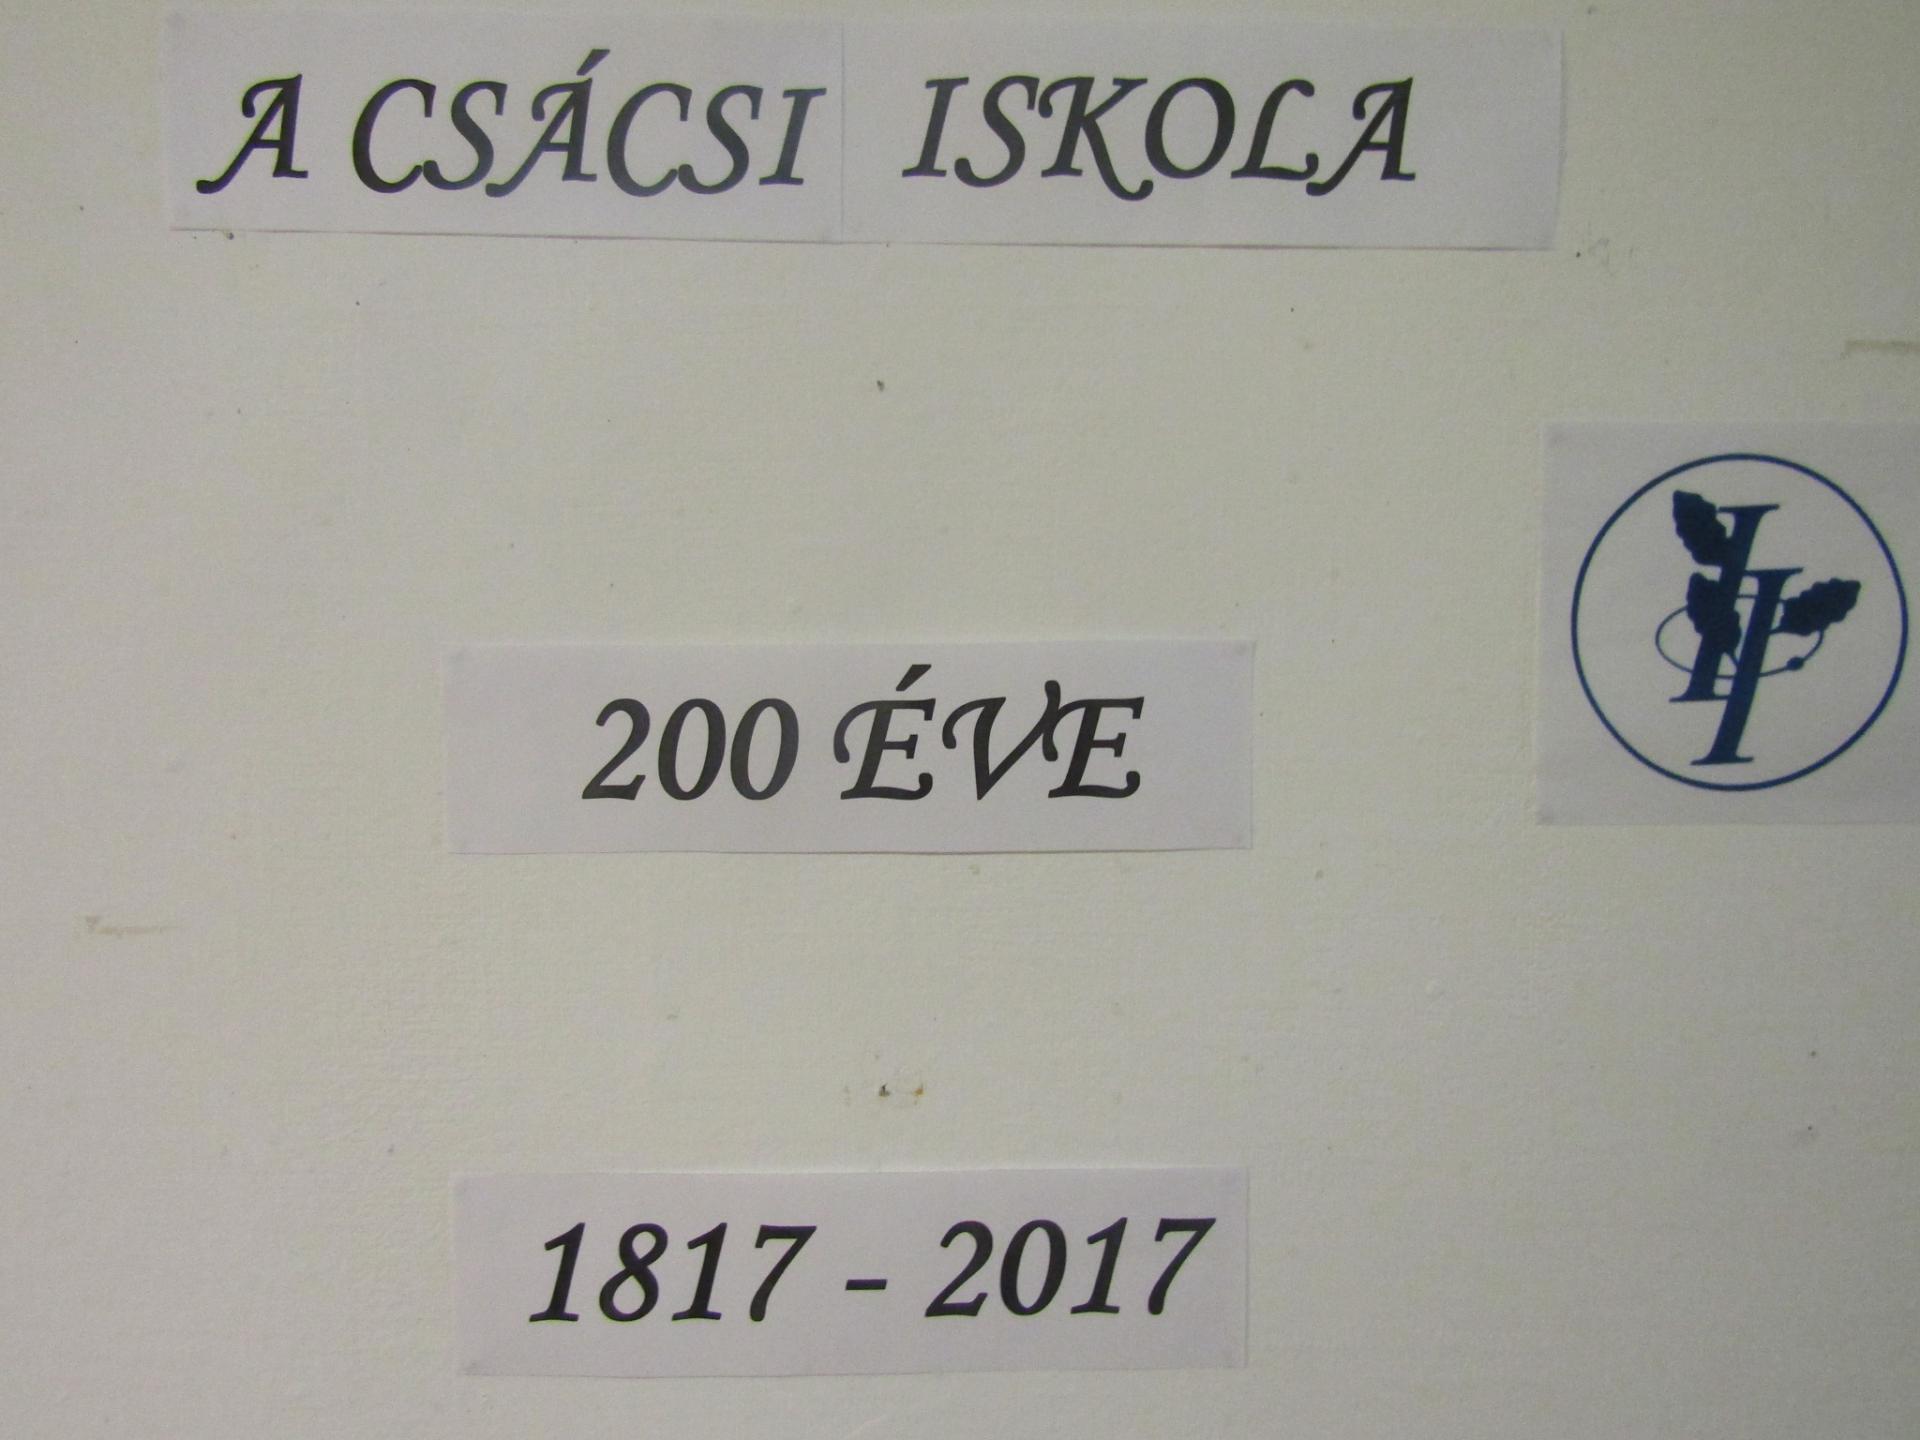 A CSÁCSI ISKOLA
200 ÉVE
1817 - 2017